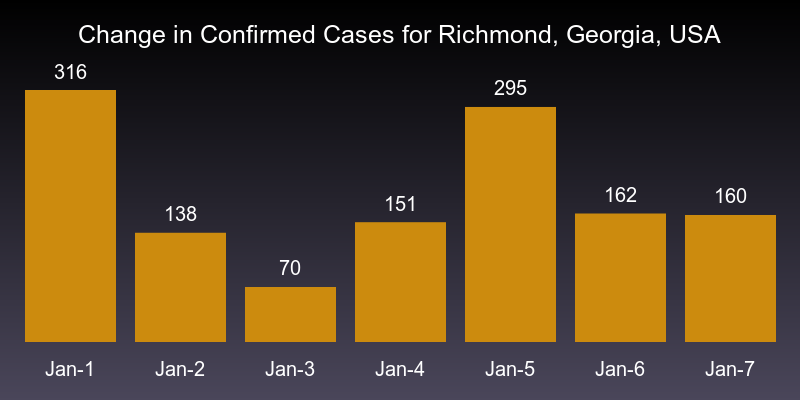 Change in Confirmed Cases for Richmond, Georgia, USA
316
138
70
151
295
162
160
Jan-1
Jan-2
Jan-3
Jan-4
Jan-5
Jan-6
Jan-7